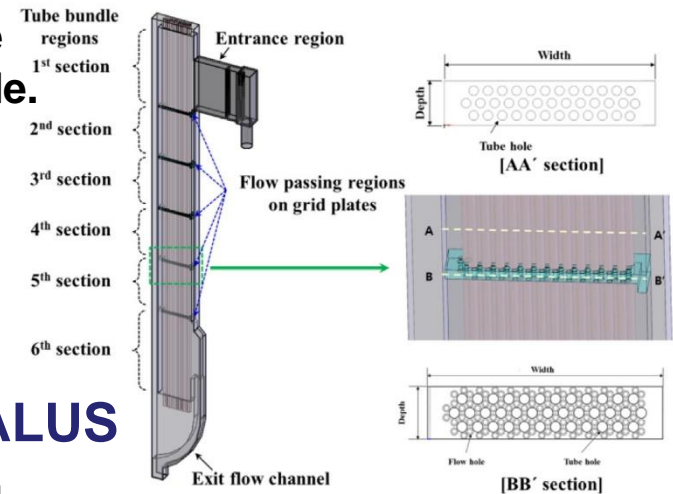 Tube bundle
regions
1st section
2nd section
3rd section
4th section
5th section
6th section
Entrance region
Flow passing regions
on grid plates
Exit flow channel
le.
ALUS
Width
Depth
Tube hole
[AA´ section]
A
A'
B
B'
Width
Depth
Flow hole
Tube hole
[BB´ section]